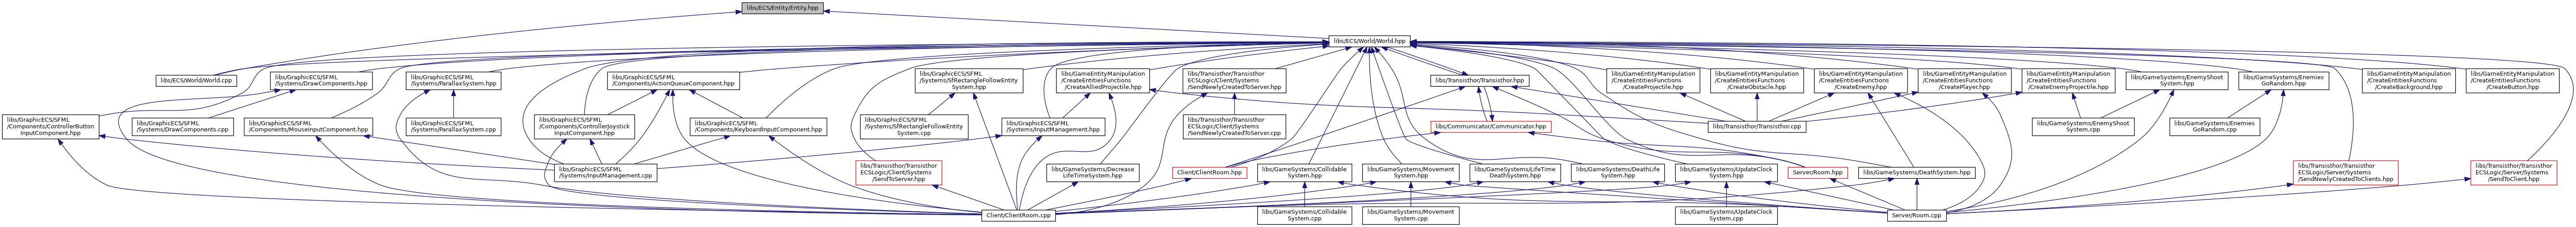 libs/ECS/Entity/Entity.hpp
libs/ECS/World/World.hpp
libs/ECS/World/World.cpp
libs/GraphicECS/SFML
/Systems/DrawComponents.hpp
libs/GraphicECS/SFML
/Systems/ParallaxSystem.hpp
libs/GraphicECS/SFML
/Components/ActionQueueComponent.hpp
libs/GraphicECS/SFML
/Systems/SfRectangleFollowEntity
System.hpp
libs/GameEntityManipulation
/CreateEntitiesFunctions
/CreateAlliedProjectile.hpp
libs/Transisthor/Transisthor
ECSLogic/Client/Systems
/SendNewlyCreatedToServer.hpp
libs/Transisthor/Transisthor.hpp
libs/GameEntityManipulation
/CreateEntitiesFunctions
/CreateProjectile.hpp
libs/GameEntityManipulation
/CreateEntitiesFunctions
/CreateObstacle.hpp
libs/GameEntityManipulation
/CreateEntitiesFunctions
/CreateEnemy.hpp
libs/GameEntityManipulation
/CreateEntitiesFunctions
/CreatePlayer.hpp
libs/GameEntityManipulation
/CreateEntitiesFunctions
/CreateEnemyProjectile.hpp
libs/GameSystems/EnemyShoot
System.hpp
libs/GameSystems/Enemies
GoRandom.hpp
libs/GameEntityManipulation
/CreateEntitiesFunctions
/CreateBackground.hpp
libs/GameEntityManipulation
/CreateEntitiesFunctions
/CreateButton.hpp
libs/GraphicECS/SFML
/Components/ControllerButton
InputComponent.hpp
libs/GraphicECS/SFML
/Systems/DrawComponents.cpp
libs/GraphicECS/SFML
/Components/MouseInputComponent.hpp
libs/GraphicECS/SFML
/Systems/ParallaxSystem.cpp
libs/GraphicECS/SFML
/Components/ControllerJoystick
InputComponent.hpp
libs/GraphicECS/SFML
/Components/KeyboardInputComponent.hpp
libs/GraphicECS/SFML
/Systems/SfRectangleFollowEntity
System.cpp
libs/GraphicECS/SFML
/Systems/InputManagement.hpp
libs/Transisthor/Transisthor
ECSLogic/Client/Systems
/SendNewlyCreatedToServer.cpp
libs/Communicator/Communicator.hpp
libs/Transisthor/Transisthor.cpp
libs/GameSystems/EnemyShoot
System.cpp
libs/GameSystems/Enemies
GoRandom.cpp
libs/GraphicECS/SFML
/Systems/InputManagement.cpp
libs/Transisthor/Transisthor
ECSLogic/Client/Systems
/SendToServer.hpp
libs/GameSystems/Decrease
LifeTimeSystem.hpp
Client/ClientRoom.hpp
libs/GameSystems/Collidable
System.hpp
libs/GameSystems/Movement
System.hpp
libs/GameSystems/LifeTime
DeathSystem.hpp
libs/GameSystems/DeathLife
System.hpp
libs/GameSystems/UpdateClock
System.hpp
Server/Room.hpp
libs/GameSystems/DeathSystem.hpp
libs/Transisthor/Transisthor
ECSLogic/Server/Systems
/SendNewlyCreatedToClients.hpp
libs/Transisthor/Transisthor
ECSLogic/Server/Systems
/SendToClient.hpp
Client/ClientRoom.cpp
libs/GameSystems/Collidable
System.cpp
libs/GameSystems/Movement
System.cpp
libs/GameSystems/UpdateClock
System.cpp
Server/Room.cpp